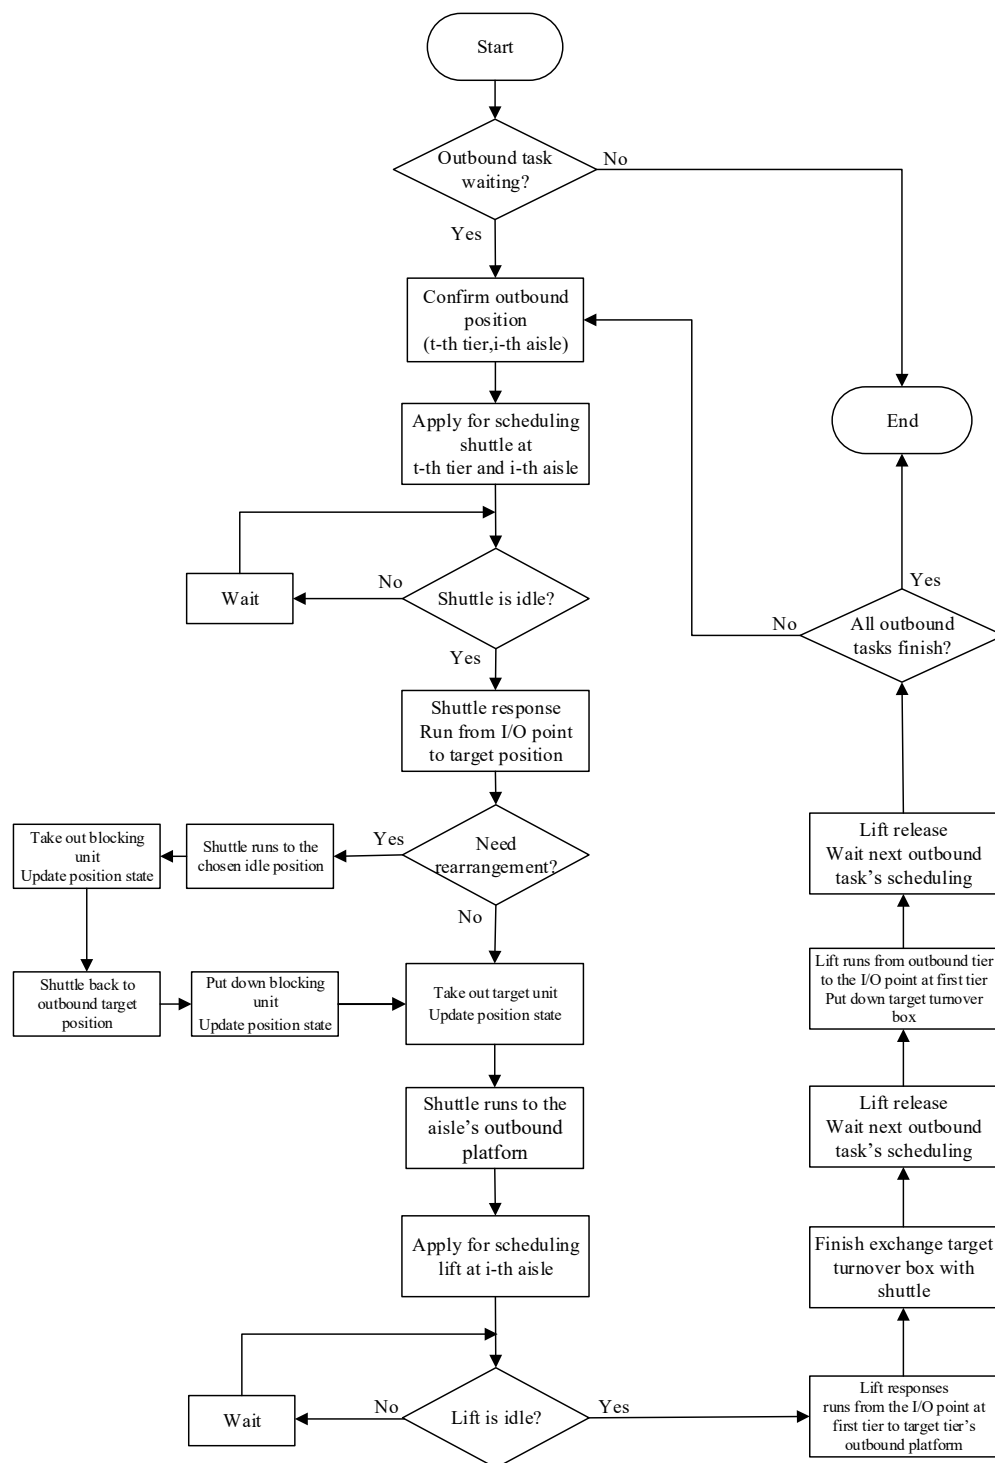 Start
Outbound task
waiting?
No
Yes
Confirm outbound
position
(t-th tier,i-th aisle)
Apply for scheduling
shuttle at
t-th tier and i-th aisle
End
Wait
No
Shuttle is idle?
Yes
Yes
No
All outbound
tasks finish?
Shuttle response
Run from I/O point
to target position
Take out blocking
unit
Update position state
Shuttle runs to the
chosen idle position
Yes
Need
rearrangement?
No
Lift release
Wait next outbound
task's scheduling
Shuttle back to
outbound target
position
Put down blocking
unit
Update position state
Take out target unit
Update position state
Lift runs from outbound tier
to the I/O point at first tier
Put down target turnover
box
Shuttle runs to the
aisle's outbound
platforn
Lift release
Wait next outbound
task's scheduling
Apply for scheduling
lift at i-th aisle
Finish exchange target
turnover box with
shuttle
Wait
No
Lift is idle?
Yes
Lift responses
runs from the I/O point at
first tier to target tier's
outbound platform